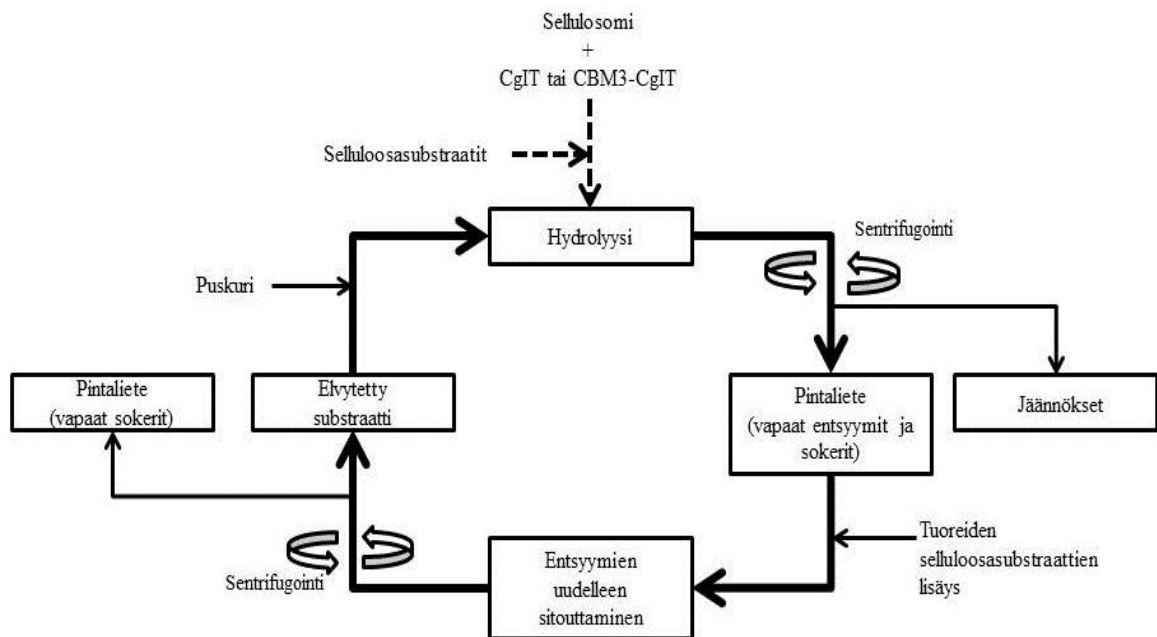 Sellulosomi
+
CgIT tai CBM3-CgIT
Selluloosasubstraatit
Hydrolyysi
Sentrifugointi
Puskuri
Pintaliete
(vapaat sokerit)
Elvytetty
substraatti
Pintaliete
(vapaat entsyymit ja
sokerit)
Jäännökset
Sentrifugointi
Entsyymien
uudelleen
sitouttaminen
Tuoreiden
selluloosasubstraattien
lisäys